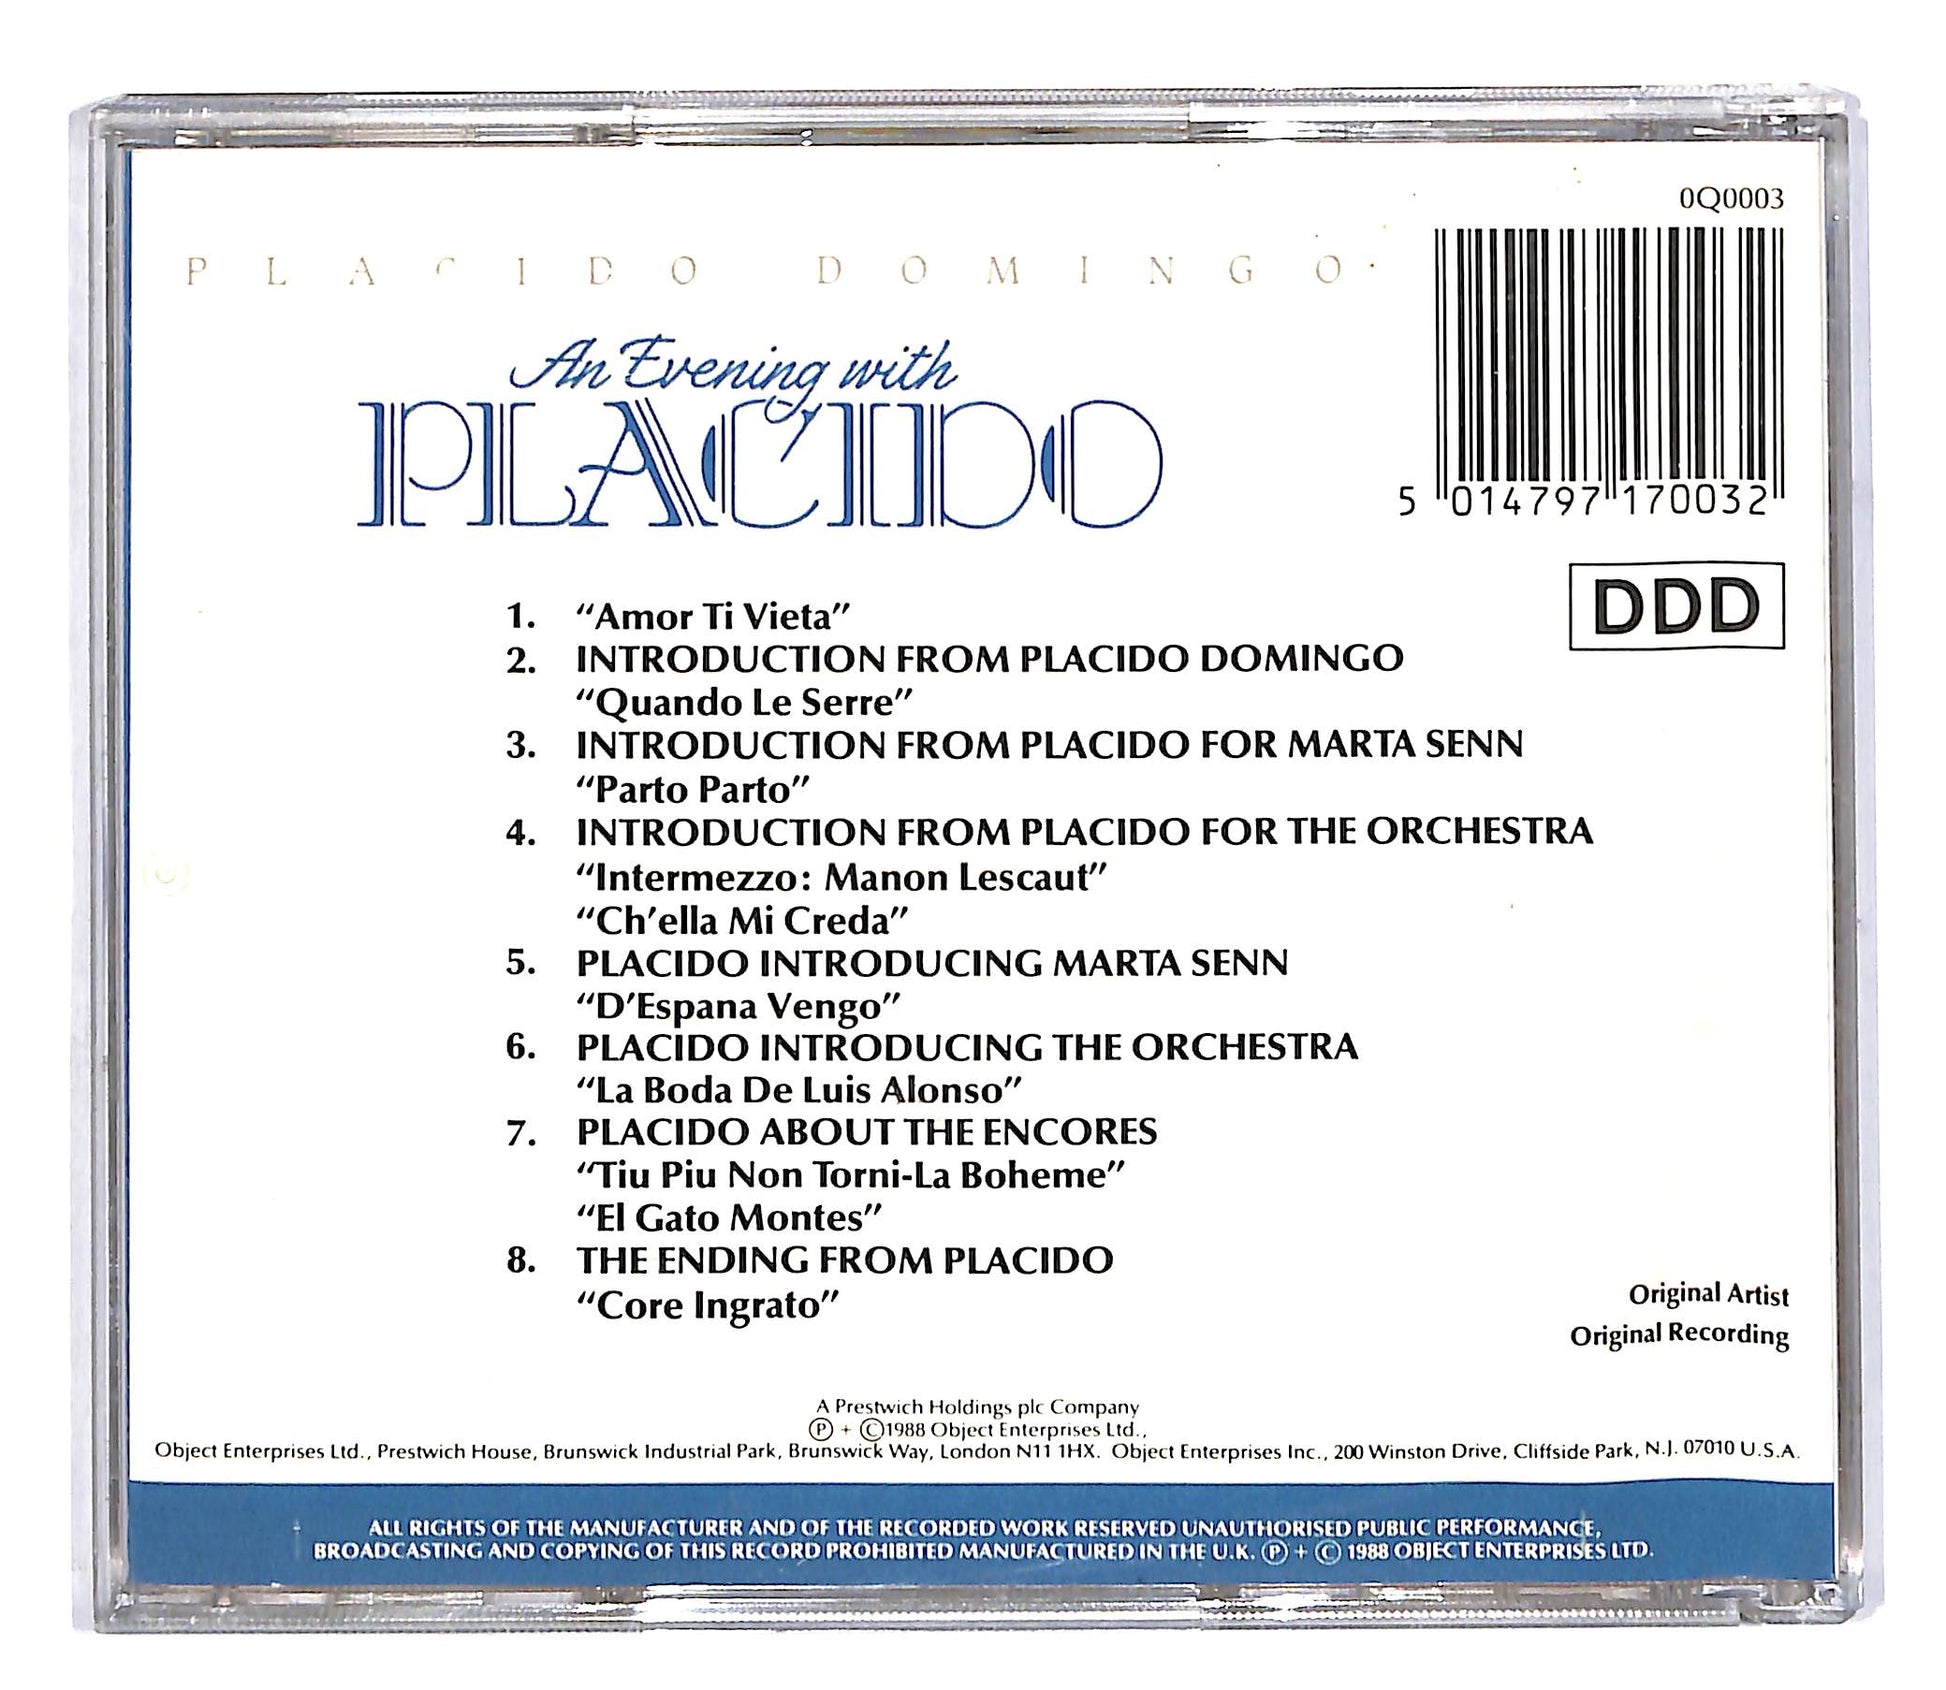 0Q0003
PLACIDO DOMINGO
An Evening with
PLACIDO
5 014797 170032
DDD
1. “Amor Ti Vieta”
2. INTRODUCTION FROM PLACIDO DOMINGO
“Quando Le Serre”
3. INTRODUCTION FROM PLACIDO FOR MARTA SENN
“Parto Parto”
4. INTRODUCTION FROM PLACIDO FOR THE ORCHESTRA
“Intermezzo: Manon Lescaut”
“Ch’ella Mi Creda”
5. PLACIDO INTRODUCING MARTA SENN
“D’Espana Vengo”
6. PLACIDO INTRODUCING THE ORCHESTRA
“La Boda De Luis Alonso”
7. PLACIDO ABOUT THE ENCORES
“Tiu Piu Non Torni-La Boheme”
“El Gato Montes”
8. THE ENDING FROM PLACIDO
“Core Ingrato”
Original Artist
Original Recording
A Prestwich Holdings plc Company
Ⓟ + ©1988 Object Enterprises Ltd.,
Object Enterprises Ltd., Prestwich House, Brunswick Industrial Park, Brunswick Way, London N11 1HX. Object Enterprises Inc., 200 Winston Drive, Cliffside Park, N.J. 07010 U.S.A.
ALL RIGHTS OF THE MANUFACTURER AND OF THE RECORDED WORK RESERVED UNAUTHORISED PUBLIC PERFORMANCE,
BROADCASTING AND COPYING OF THIS RECORD PROHIBITED MANUFACTURED IN THE U.K. Ⓟ + © 1988 OBJECT ENTERPRISES LTD.